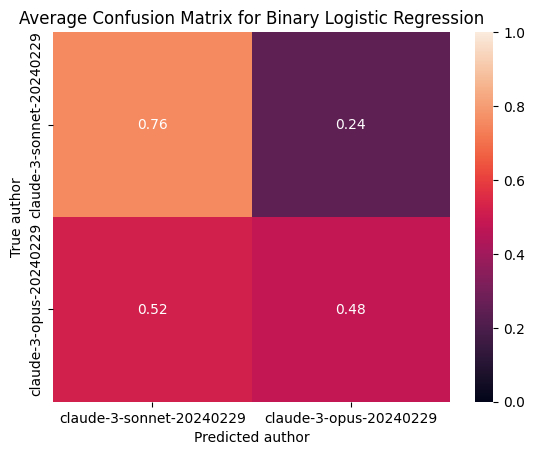 Average Confusion Matrix for Binary Logistic Regression
True author
claude-3-sonnet-20240229
claude-3-opus-20240229
0.76
0.24
0.52
0.48
claude-3-sonnet-20240229
claude-3-opus-20240229
Predicted author
1.0
0.8
0.6
0.4
0.2
0.0